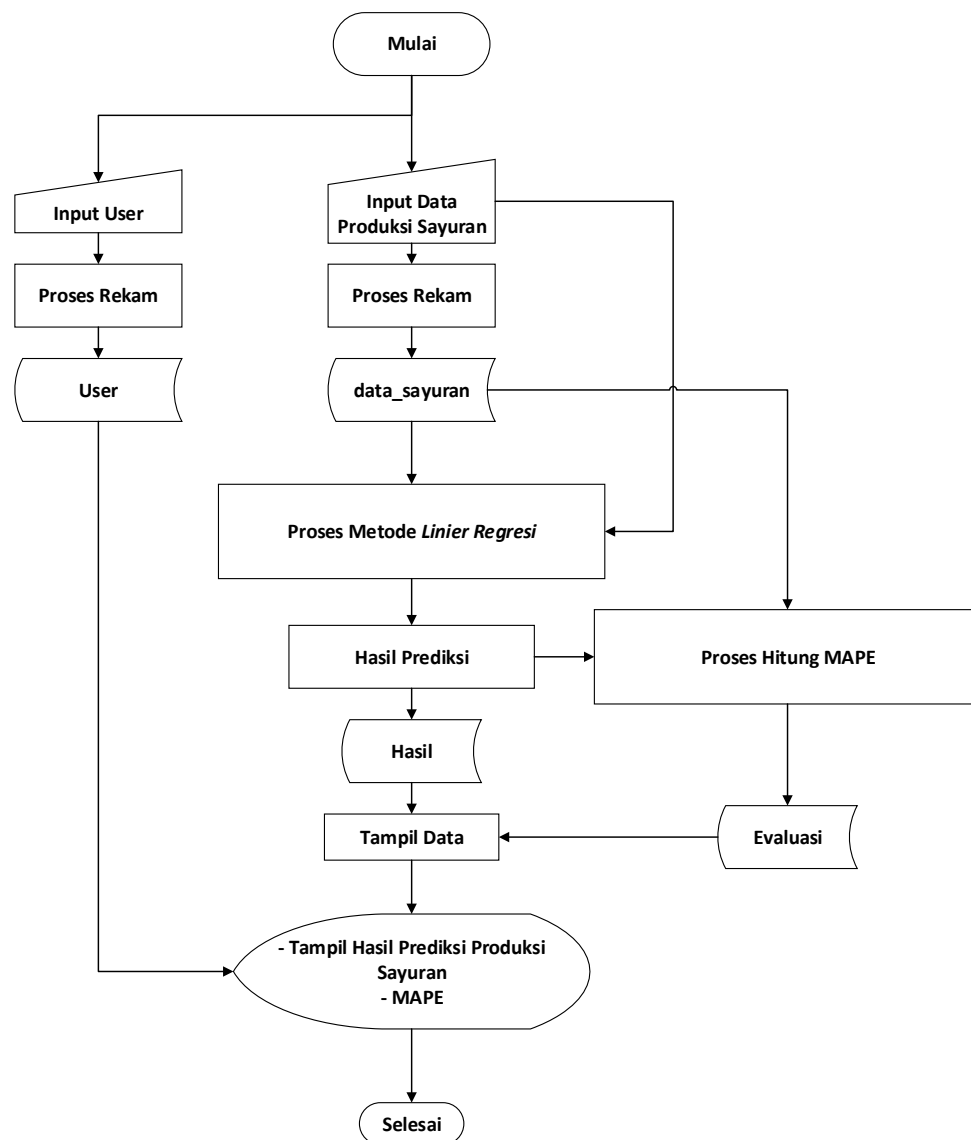 Mulai
Input User
Input Data
Produksi Sayuran
Proses Rekam
Proses Rekam
User
data_sayuran
Proses Metode Linier Regresi
Hasil Prediksi
Proses Hitung MAPE
Hasil
Tampil Data
Evaluasi
- Tampil Hasil Prediksi Produksi
Sayuran
- MAPE
Selesai